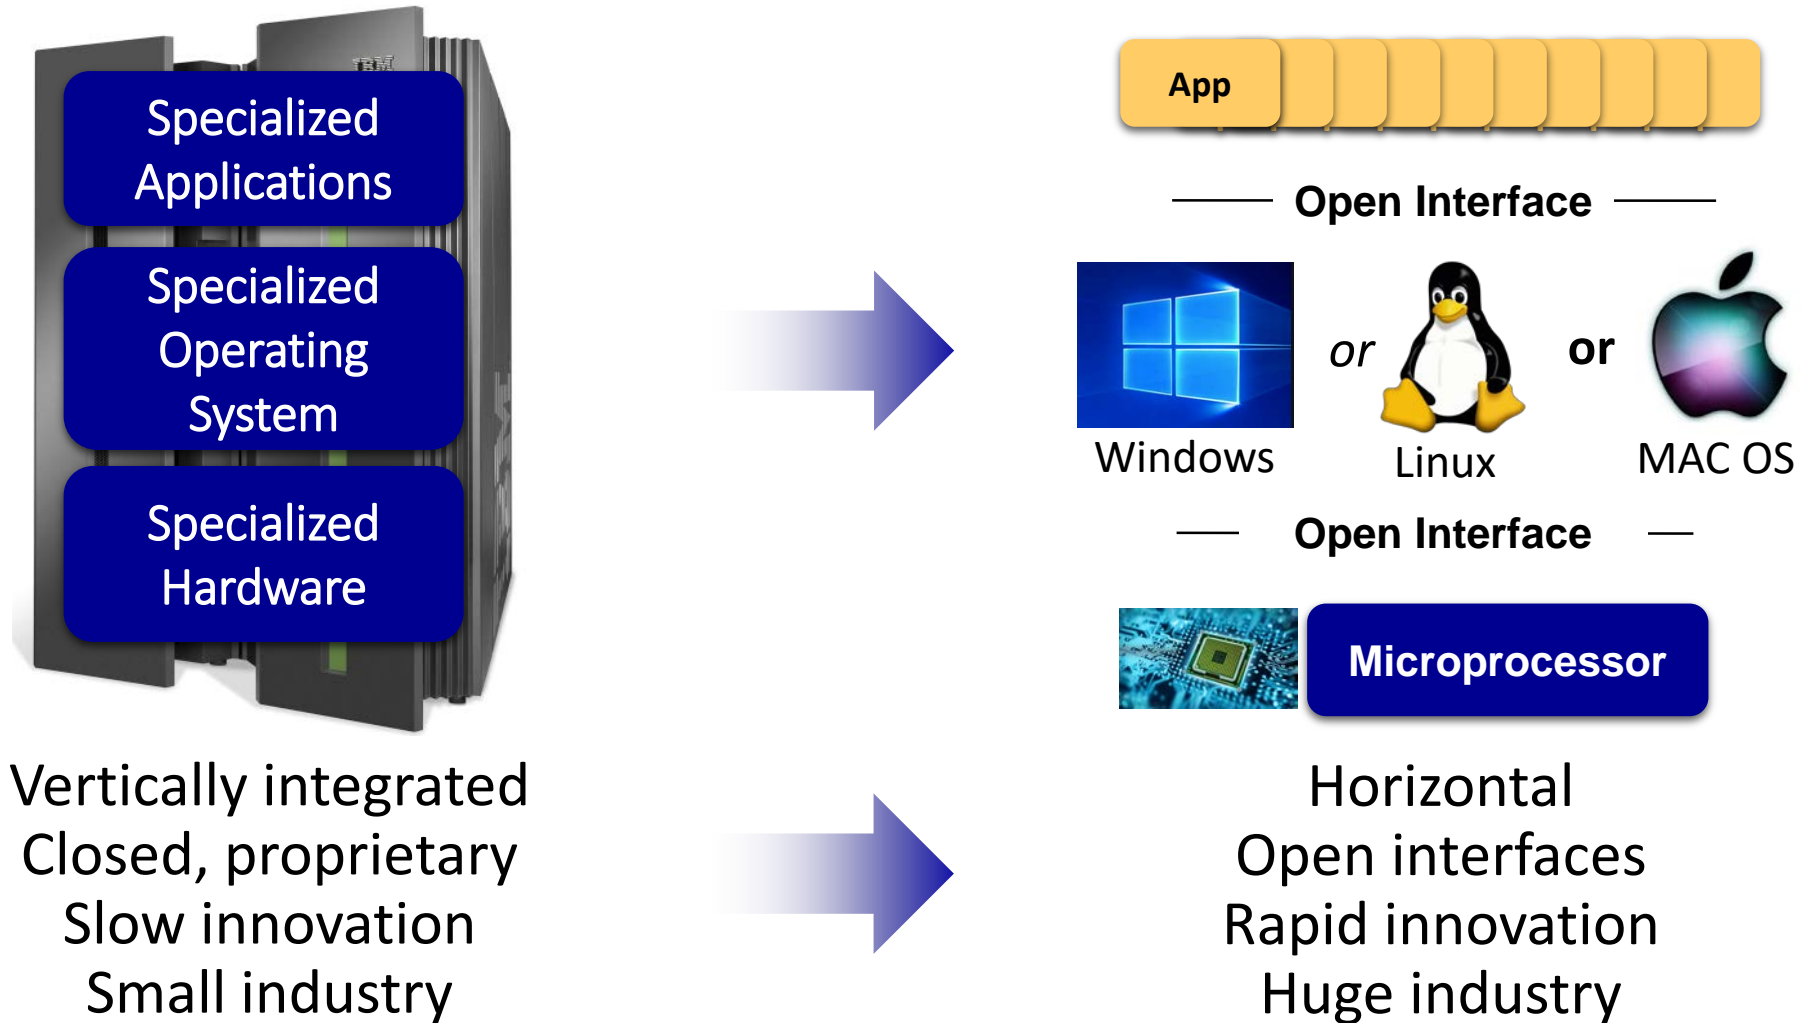 IBM
Specialized
Applications
Specialized
Operating
System
Specialized
Hardware
Vertically integrated
Closed, proprietary
Slow innovation
Small industry
App
Open Interface
or
or
Windows
Linux
MAC OS
Open Interface
Microprocessor
Horizontal
Open interfaces
Rapid innovation
Huge industry